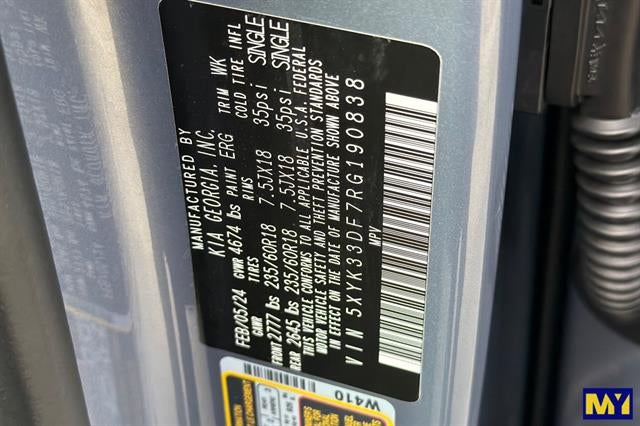 MANUFACTURED BY
KIA GEORGIA, INC.
FEB/05/24 GVWR 4674 lbs PAINT ERG TRIM WK
GAWR TIRES RIMS COLD TIRE INFL
FRONT 2777 lbs 235/60R18 7.5JX18 35psi SINGLE
REAR 2645 lbs 235/60R18 7.5JX18 35psi SINGLE
THIS VEHICLE CONFORMS TO ALL APPLICABLE U.S.A. FEDERAL
MOTOR VEHICLE SAFETY AND THEFT PREVENTION STANDARDS
IN EFFECT ON THE DATE OF MANUFACTURE SHOWN ABOVE
VIN 5XYK33DF7RG190838
MPV
W410
MY